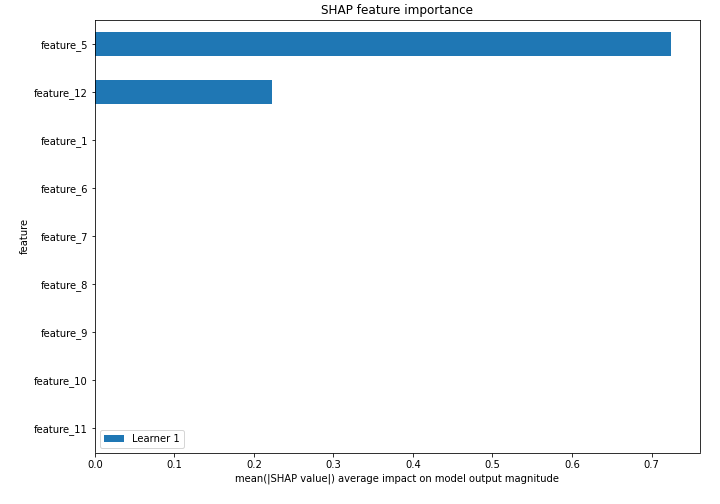 SHAP feature importance
feature_5
feature_12
feature_1
feature_6
feature_7
feature_8
feature_9
feature_10
feature_11
feature
Learner 1
0.0 0.1 0.2 0.3 0.4 0.5 0.6 0.7
mean(|SHAP value|) average impact on model output magnitude